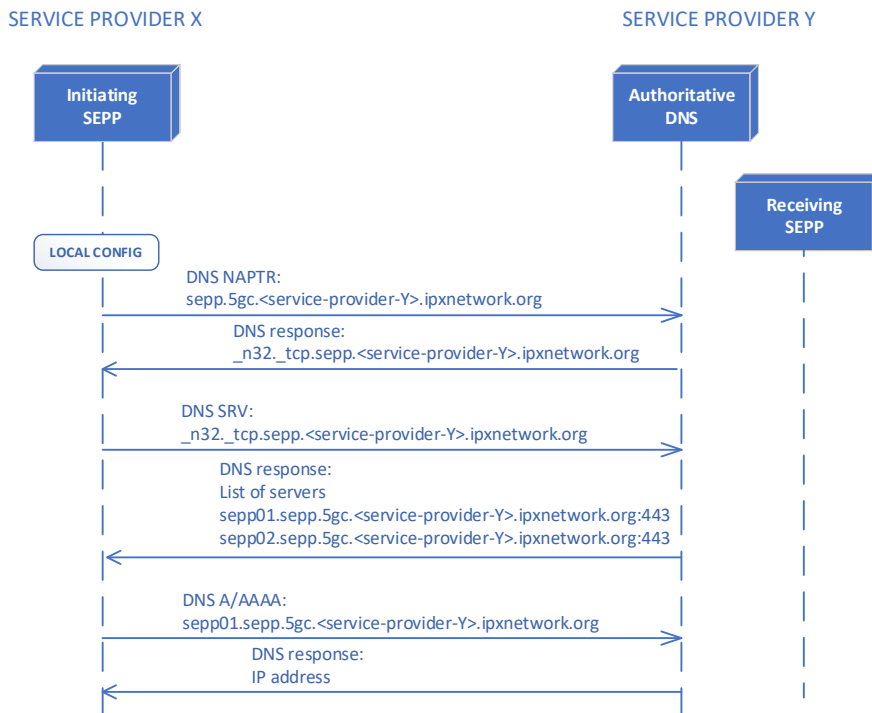 SERVICE PROVIDER X
SERVICE PROVIDER Y
Initiating
SEPP
Authoritative
DNS
Receiving
SEPP
LOCAL CONFIG
DNS NAPTR:
sepp.5gc.<service-provider-Y>.ipxnetwork.org
DNS response:
_n32._tcp.sepp.<service-provider-Y>.ipxnetwork.org
DNS SRV:
_n32._tcp.sepp.<service-provider-Y>.ipxnetwork.org
DNS response:
List of servers
sepp01.sepp.5gc.<service-provider-Y>.ipxnetwork.org:443
sepp02.sepp.5gc.<service-provider-Y>.ipxnetwork.org:443
DNS A/AAAA:
sepp01.sepp.5gc.<service-provider-Y>.ipxnetwork.org
DNS response:
IP address